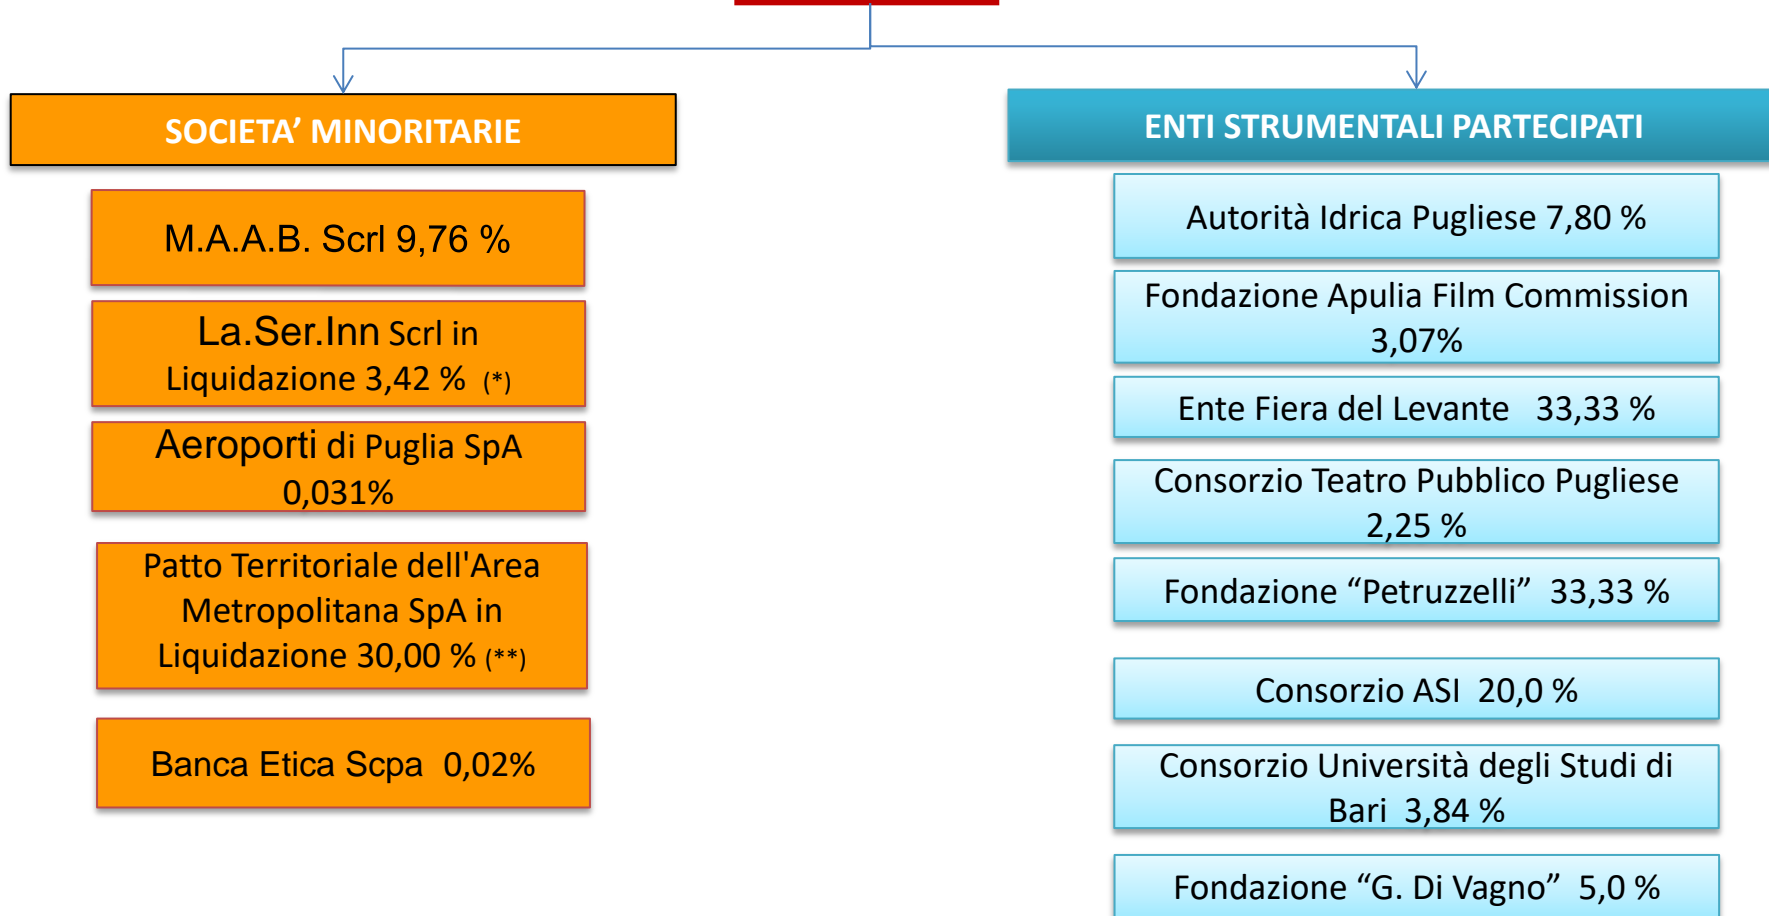 SOCIETA’ MINORITARIE
M.A.A.B. Scrl 9,76 %
La.Ser.Inn Scrl in
Liquidazione 3,42 % (*)
Aeroporti di Puglia SpA
0,031%
Patto Territoriale dell'Area
Metropolitana SpA in
Liquidazione 30,00 % (**)
Banca Etica Scpa 0,02%
ENTI STRUMENTALI PARTECIPATI
Autorità Idrica Pugliese 7,80 %
Fondazione Apulia Film Commission
3,07%
Ente Fiera del Levante 33,33 %
Consorzio Teatro Pubblico Pugliese
2,25 %
Fondazione “Petruzzelli” 33,33 %
Consorzio ASI 20,0 %
Consorzio Università degli Studi di
Bari 3,84 %
Fondazione “G. Di Vagno” 5,0 %